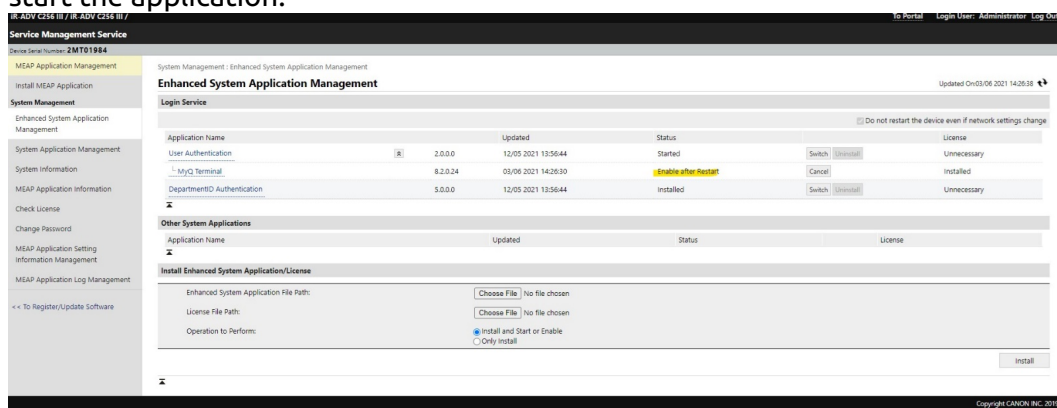 start the application.
iR-ADV C256 III / iR-ADV C256 III /
To Portal Login User: Administrator Log Out
Service Management Service
Device Serial Number: 2MT01984
MEAP Application Management
Install MEAP Application
System Management
Enhanced System Application
Management
System Application Management
System Information
MEAP Application Information
Check License
Change Password
MEAP Application Setting
Information Management
MEAP Application Log Management
<< To Register/Update Software
System Management : Enhanced System Application Management
Enhanced System Application Management
Updated On:03/06 2021 14:26:38
Login Service
Do not restart the device even if network settings change
Application Name Updated Status License
User Authentication 2.0.0.0 12/05 2021 13:56:44 Started Switch Uninstall Unnecessary
MyQ Terminal 8.2.0.24 03/06 2021 14:26:30 Enable after Restart Cancel Installed
DepartmentID Authentication 5.0.0.0 12/05 2021 13:56:44 Installed Switch Uninstall Unnecessary
Other System Applications
Application Name Updated Status License
Install Enhanced System Application/License
Enhanced System Application File Path: Choose File No file chosen
License File Path: Choose File No file chosen
Operation to Perform: Install and Start or Enable
Only Install
Install
Copyright CANON INC. 2015